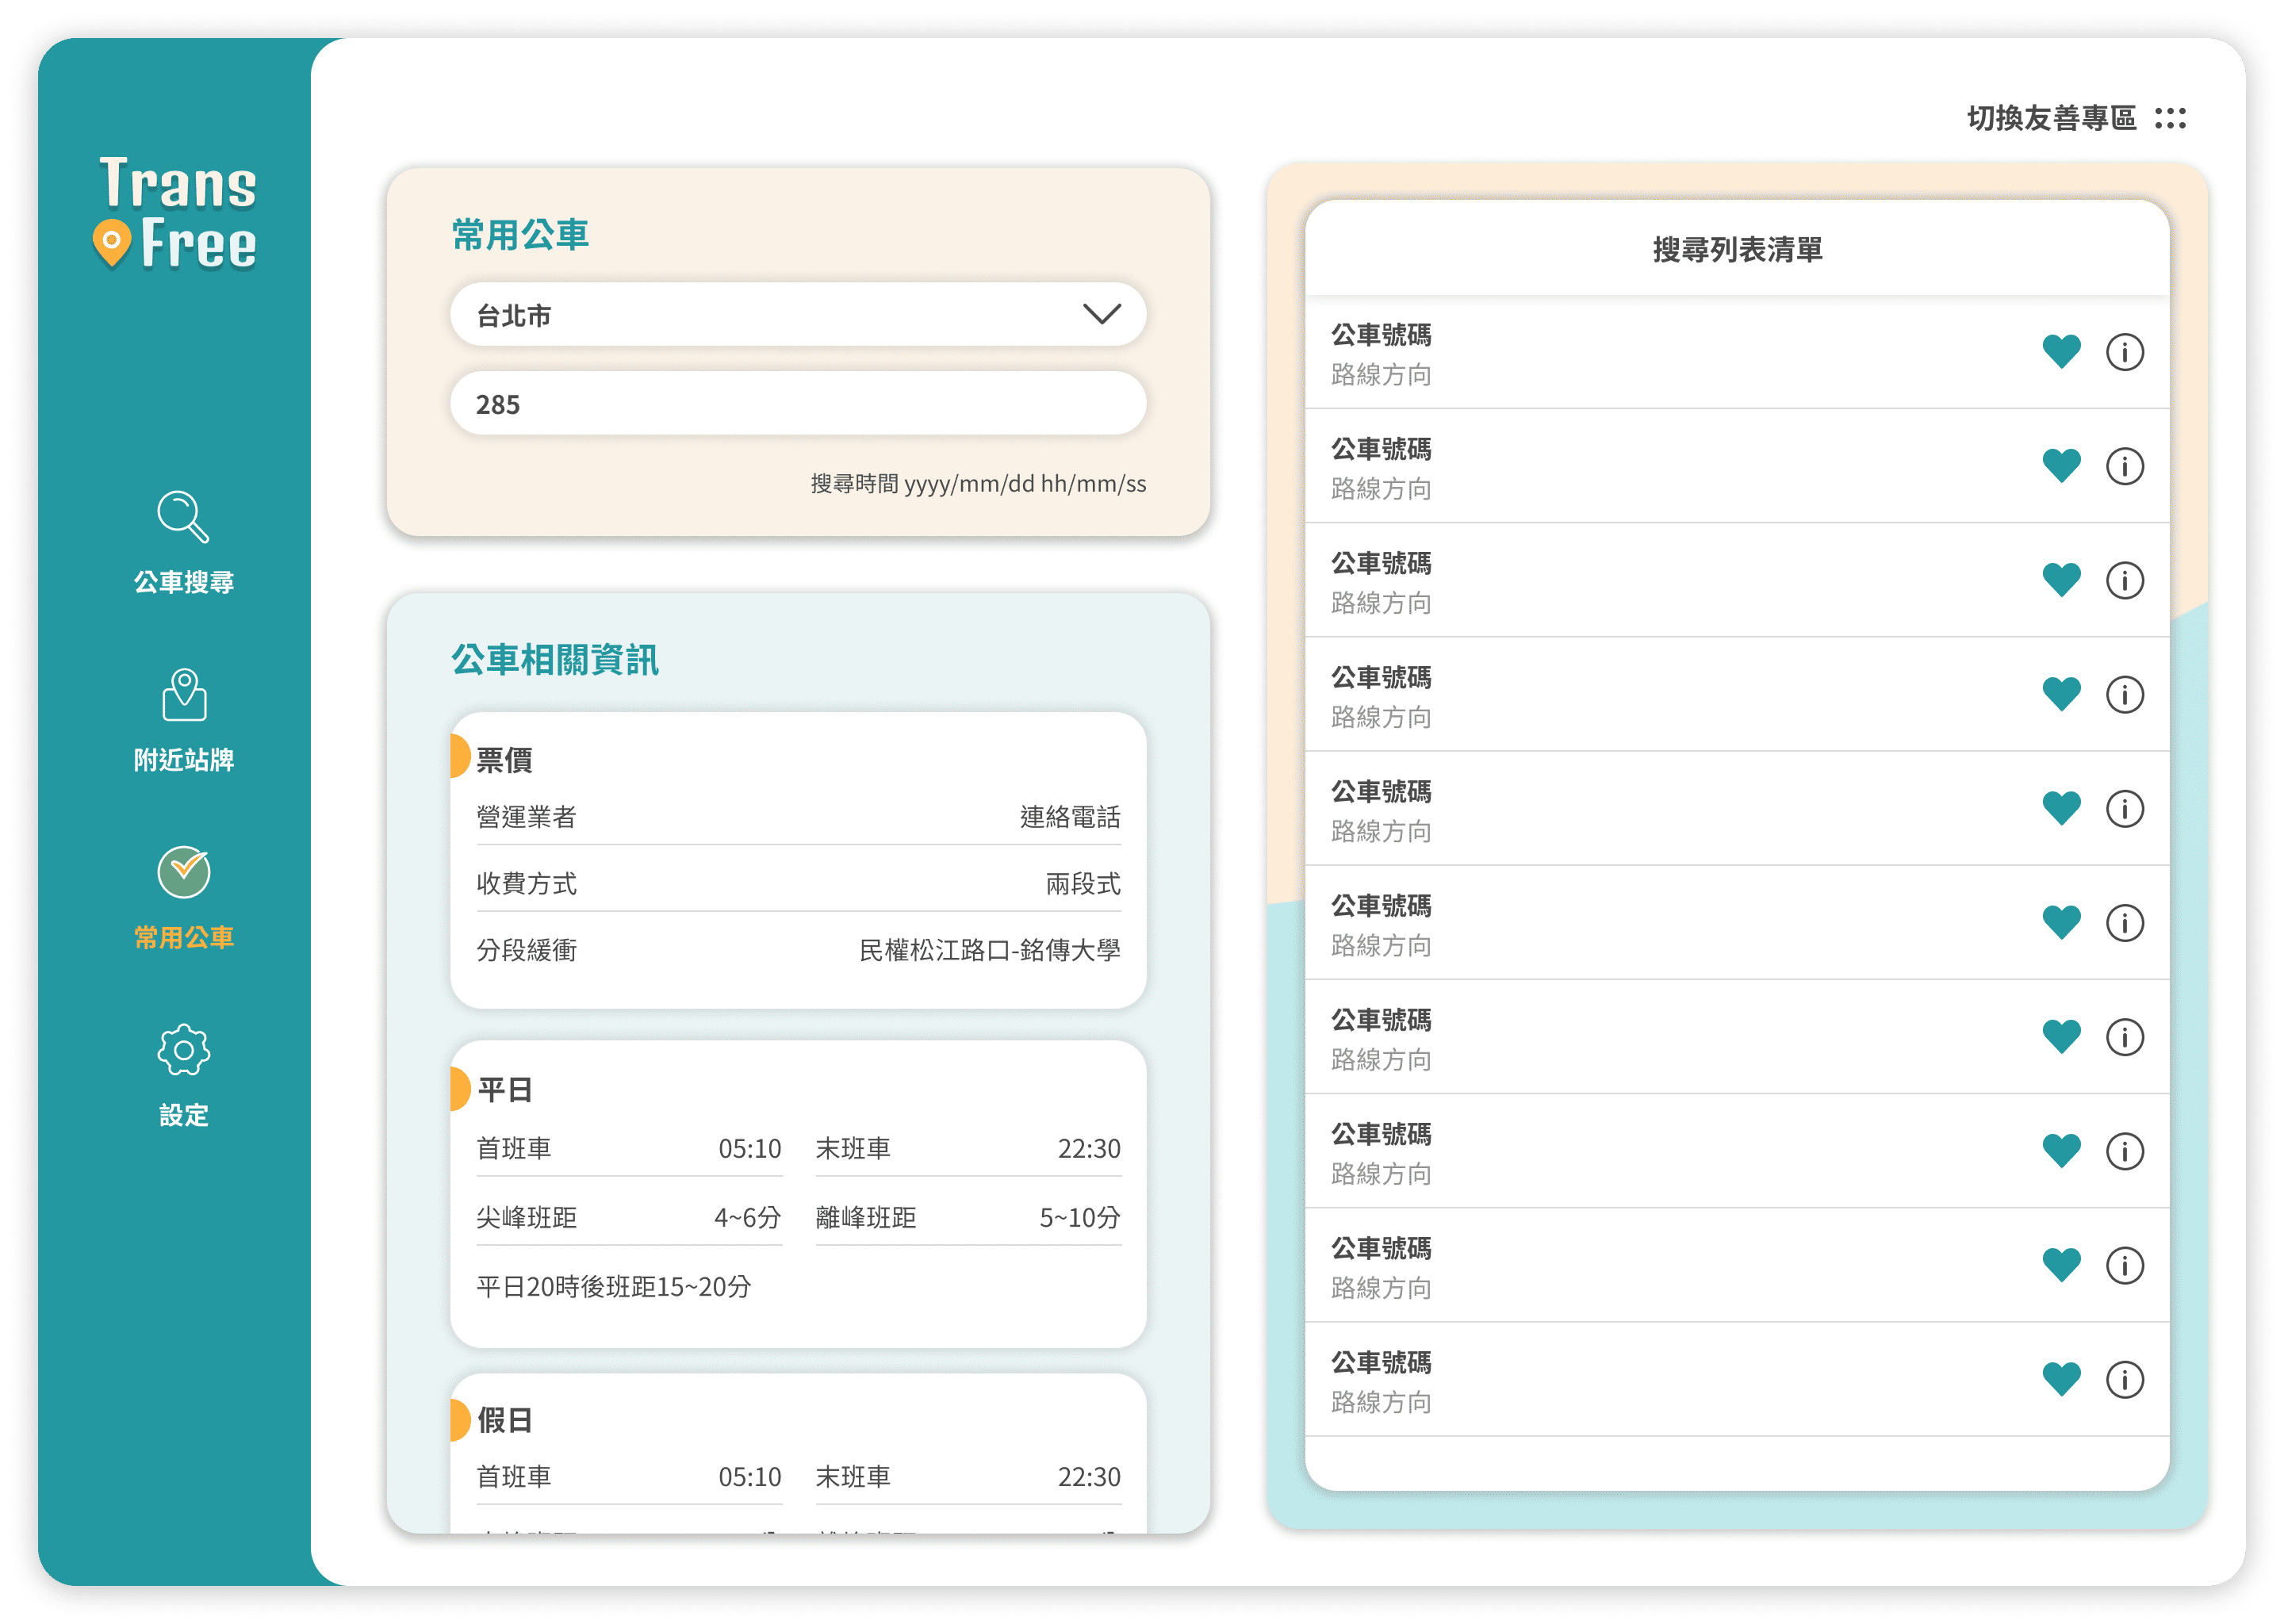 Trans
Free
公車搜尋
附近站牌
常用公車
設定
切換友善專區
常用公車
台北市
285
搜尋時間 yyyy/mm/dd hh/mm/ss
公車相關資訊
票價
營運業者 連絡電話
收費方式 兩段式
分段緩衝 民權松江路口-銘傳大學
平日
首班車 05:10 末班車 22:30
尖峰班距 4~6分 離峰班距 5~10分
平日20時後班距15~20分
假日
首班車 05:10 末班車 22:30
搜尋列表清單
公車號碼
路線方向
公車號碼
路線方向
公車號碼
路線方向
公車號碼
路線方向
公車號碼
路線方向
公車號碼
路線方向
公車號碼
路線方向
公車號碼
路線方向
公車號碼
路線方向
公車號碼
路線方向